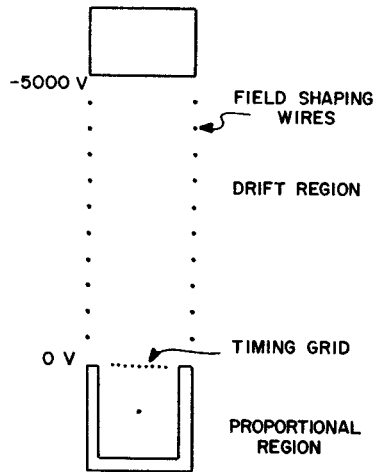 -5000 V
FIELD SHAPING
WIRES
DRIFT REGION
0 V
TIMING GRID
PROPORTIONAL
REGION